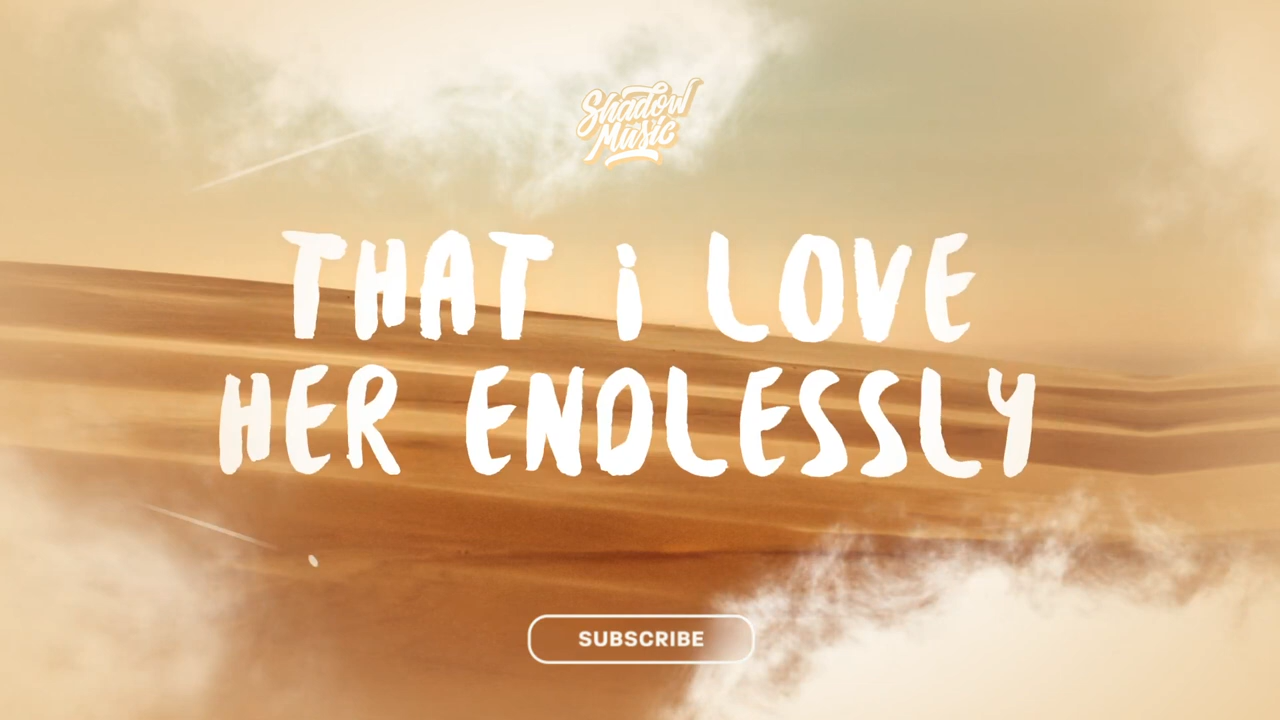 Shadow
Music
THAT i LOVE
HER ENDLESSLY
SUBSCRIBE